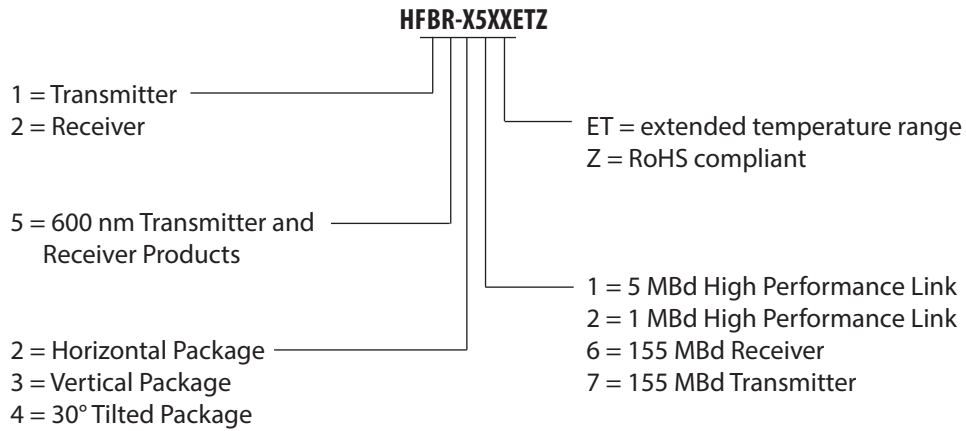 HFBR-X5XXETZ
1 = Transmitter
2 = Receiver
ET = extended temperature range
Z = RoHS compliant
5 = 600 nm Transmitter and
Receiver Products
1 = 5 MBd High Performance Link
2 = 1 MBd High Performance Link
6 = 155 MBd Receiver
7 = 155 MBd Transmitter
2 = Horizontal Package
3 = Vertical Package
4 = 30° Tilted Package